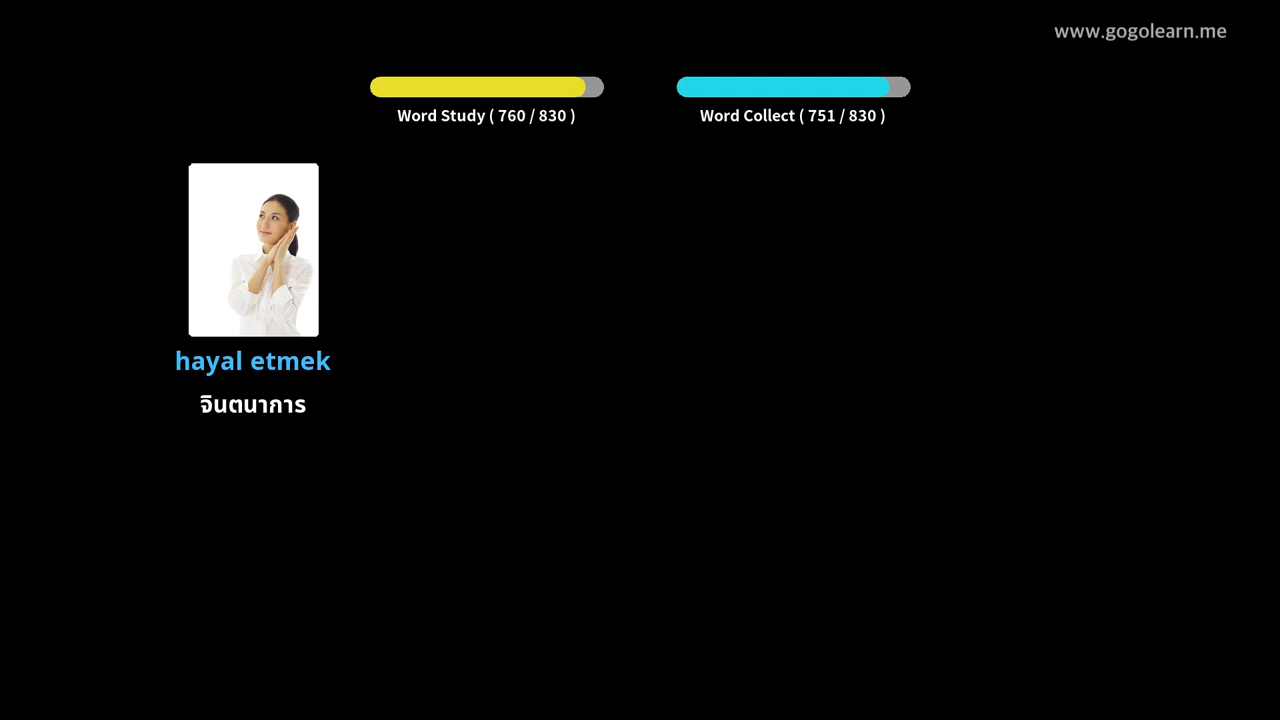 www.gogolearn.me
Word Study ( 760 / 830 )
Word Collect ( 751 / 830 )
hayal etmek
จินตนาการ